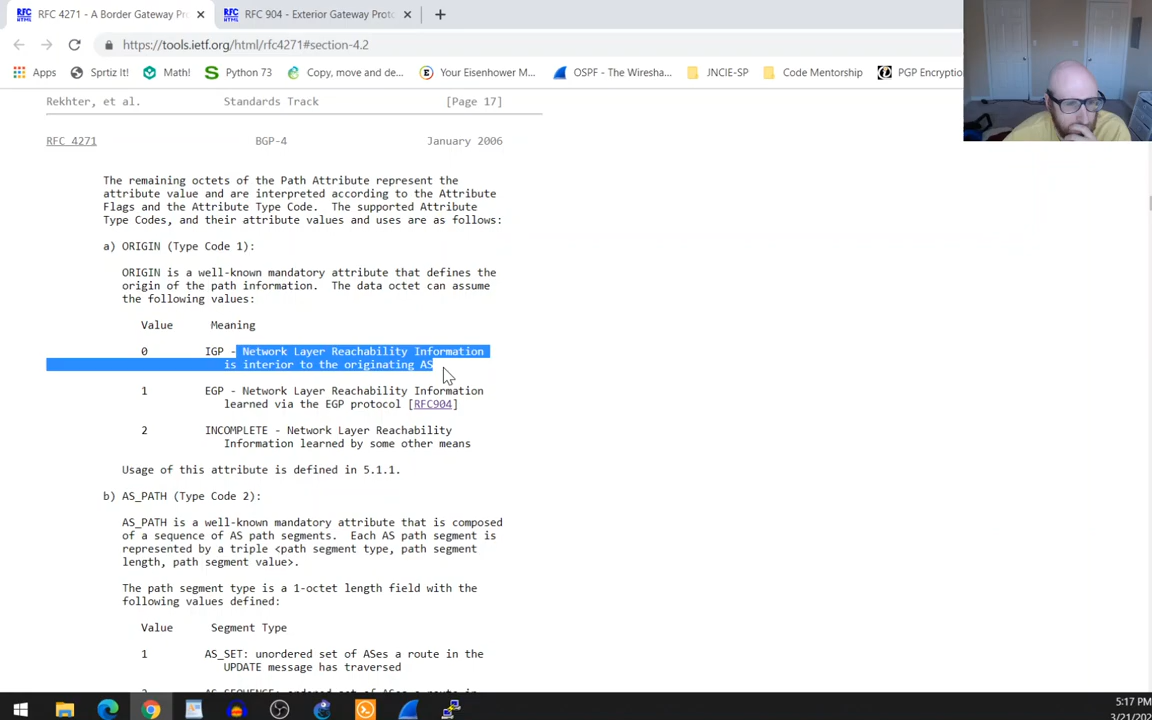 RFC 4271 - A Border Gateway Pr
RFC 904 - Exterior Gateway Proto
https://tools.ietf.org/html/rfc4271#section-4.2
Apps
Sprtiz It!
Math!
Python 73
Copy, move and de...
Your Eisenhower M...
OSPF - The Wiresha...
JNCIE-SP
Code Mentorship
PGP Encryptio
Rekhter, et al. Standards Track [Page 17]
RFC 4271 BGP-4 January 2006
The remaining octets of the Path Attribute represent the
attribute value and are interpreted according to the Attribute
Flags and the Attribute Type Code. The supported Attribute
Type Codes, and their attribute values and uses are as follows:
a) ORIGIN (Type Code 1):
ORIGIN is a well-known mandatory attribute that defines the
origin of the path information. The data octet can assume
the following values:
Value Meaning
0 IGP - Network Layer Reachability Information
is interior to the originating AS
1 EGP - Network Layer Reachability Information
learned via the EGP protocol [RFC904]
2 INCOMPLETE - Network Layer Reachability
Information learned by some other means
Usage of this attribute is defined in 5.1.1.
b) AS_PATH (Type Code 2):
AS_PATH is a well-known mandatory attribute that is composed
of a sequence of AS path segments. Each AS path segment is
represented by a triple <path segment type, path segment
length, path segment value>.
The path segment type is a 1-octet length field with the
following values defined:
Value Segment Type
1 AS_SET: unordered set of ASes a route in the
UPDATE message has traversed
AS_SEQUENCE: ordered set of ASes a route in
5:17 PM
3/21/20